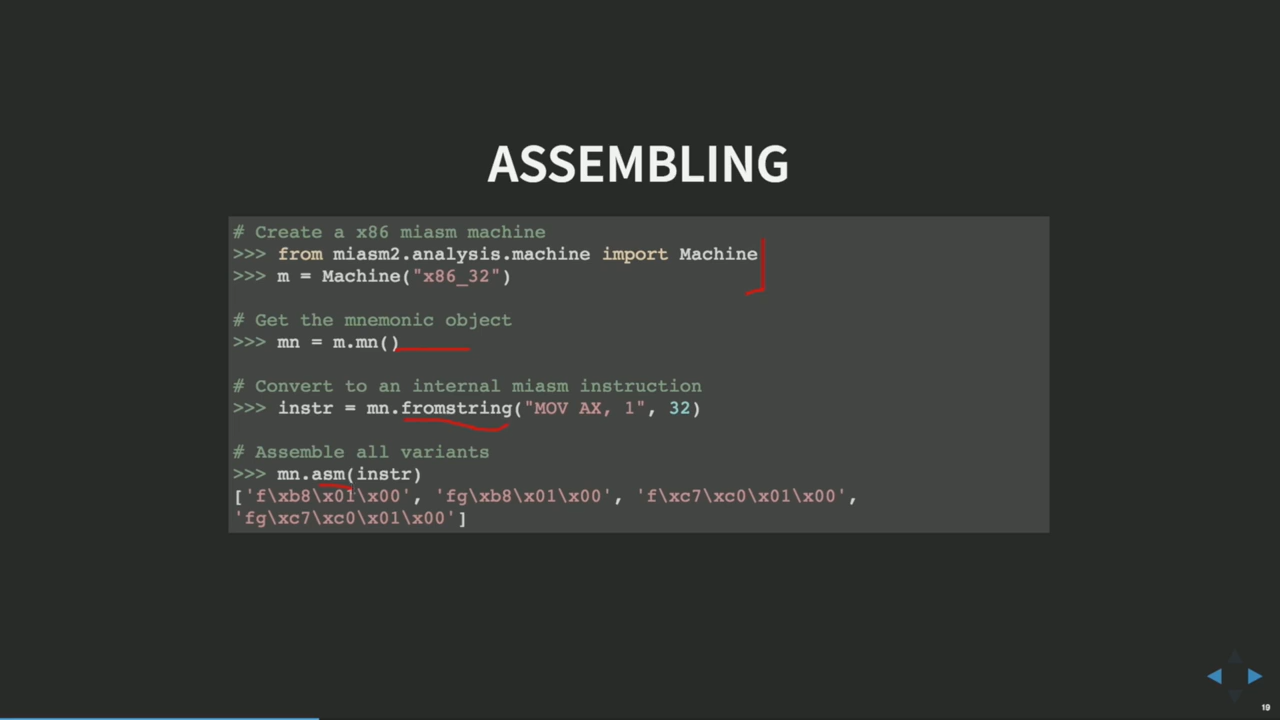 ASSEMBLING
# Create a x86 miasm machine
>>> from miasm2.analysis.machine import Machine
>>> m = Machine("x86_32")
# Get the mnemonic object
>>> mn = m.mn()
# Convert to an internal miasm instruction
>>> instr = mn.fromstring("MOV AX, 1", 32)
# Assemble all variants
>>> mn.asm(instr)
['f\xb8\x01\x00', 'fg\xb8\x01\x00', 'f\xc7\xc0\x01\x00',
'fg\xc7\xc0\x01\x00']
19